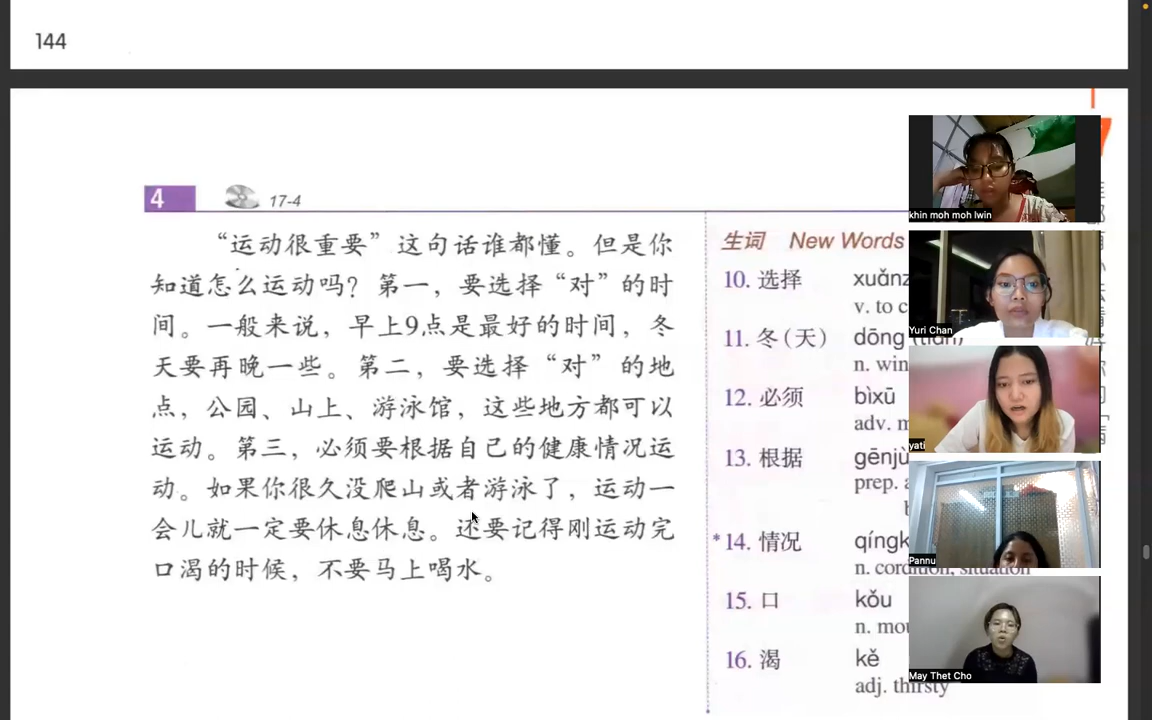 144
4
17-4
“运动很重要”这句话谁都懂。但是你
知道怎么运动吗？第一，要选择“对”的时
间。一般来说，早上9点是最好的时间，冬
天要再晚一些。第二，要选择“对”的地
点，公园、山上、游泳馆，这些地方都可以
运动。第三，必须要根据自己的健康情况运
动。如果你很久没爬山或者游泳了，运动一
会儿就一定要休息休息。还要记得刚运动完
口渴的时候，不要马上喝水。
生词 New Words
10. 选择 xuǎnz
v. to c
11. 冬（天） dōng (tiān)
n. win
12. 必须 bìxū
adv. m
13. 根据 gēnjù
prep. a
b
*14. 情况 qíngk
n. condition, situation
15. 口 kǒu
n. mou
16. 渴 kě
adj. thirsty
khin moh moh lwin
Yuri Chan
yati
Pannu
May Thet Cho